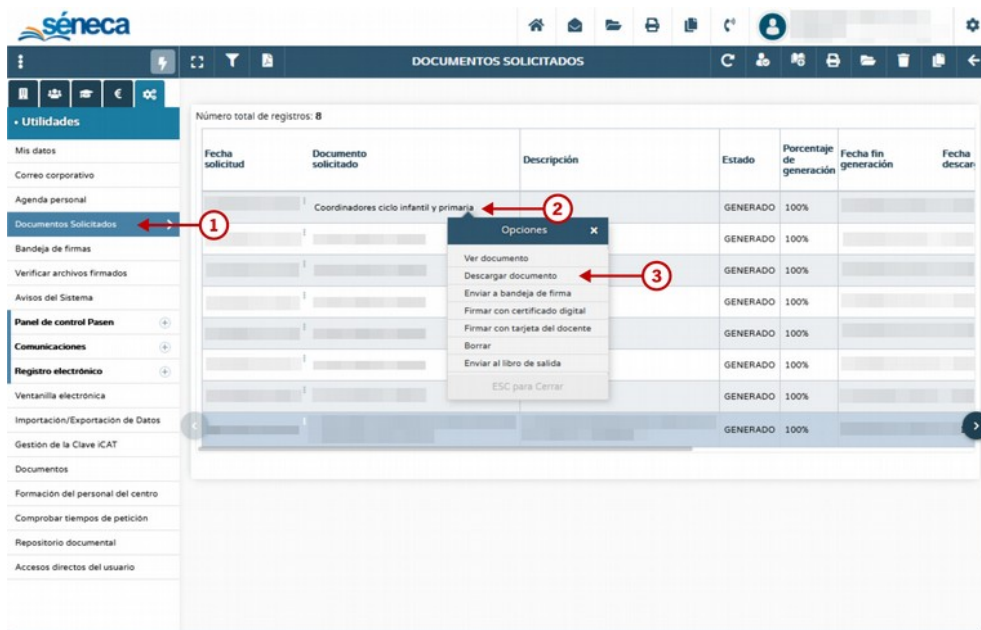 séneca
DOCUMENTOS SOLICITADOS
€
• Utilidades
Mis datos
Correo corporativo
Agenda personal
Documentos Solicitados
Bandeja de firmas
Verificar archivos firmados
Avisos del Sistema
Panel de control Pasen
Comunicaciones
Registro electrónico
Ventanilla electrónica
Importación/Exportación de Datos
Gestión de la Clave iCAT
Documentos
Formación del personal del centro
Comprobar tiempos de petición
Repositorio documental
Accesos directos del usuario
1
Número total de registros: 8
Fecha solicitud
Documento solicitado
Descripción
Estado
Porcentaje de generación
Fecha fin generación
Fecha descar
Coordinadores ciclo infantil y primaria
2
GENERADO 100%
GENERADO 100%
GENERADO 100%
GENERADO 100%
GENERADO 100%
GENERADO 100%
GENERADO 100%
GENERADO 100%
Opciones x
Ver documento
Descargar documento
3
Enviar a bandeja de firma
Firmar con certificado digital
Firmar con tarjeta del docente
Borrar
Enviar al libro de salida
ESC para Cerrar